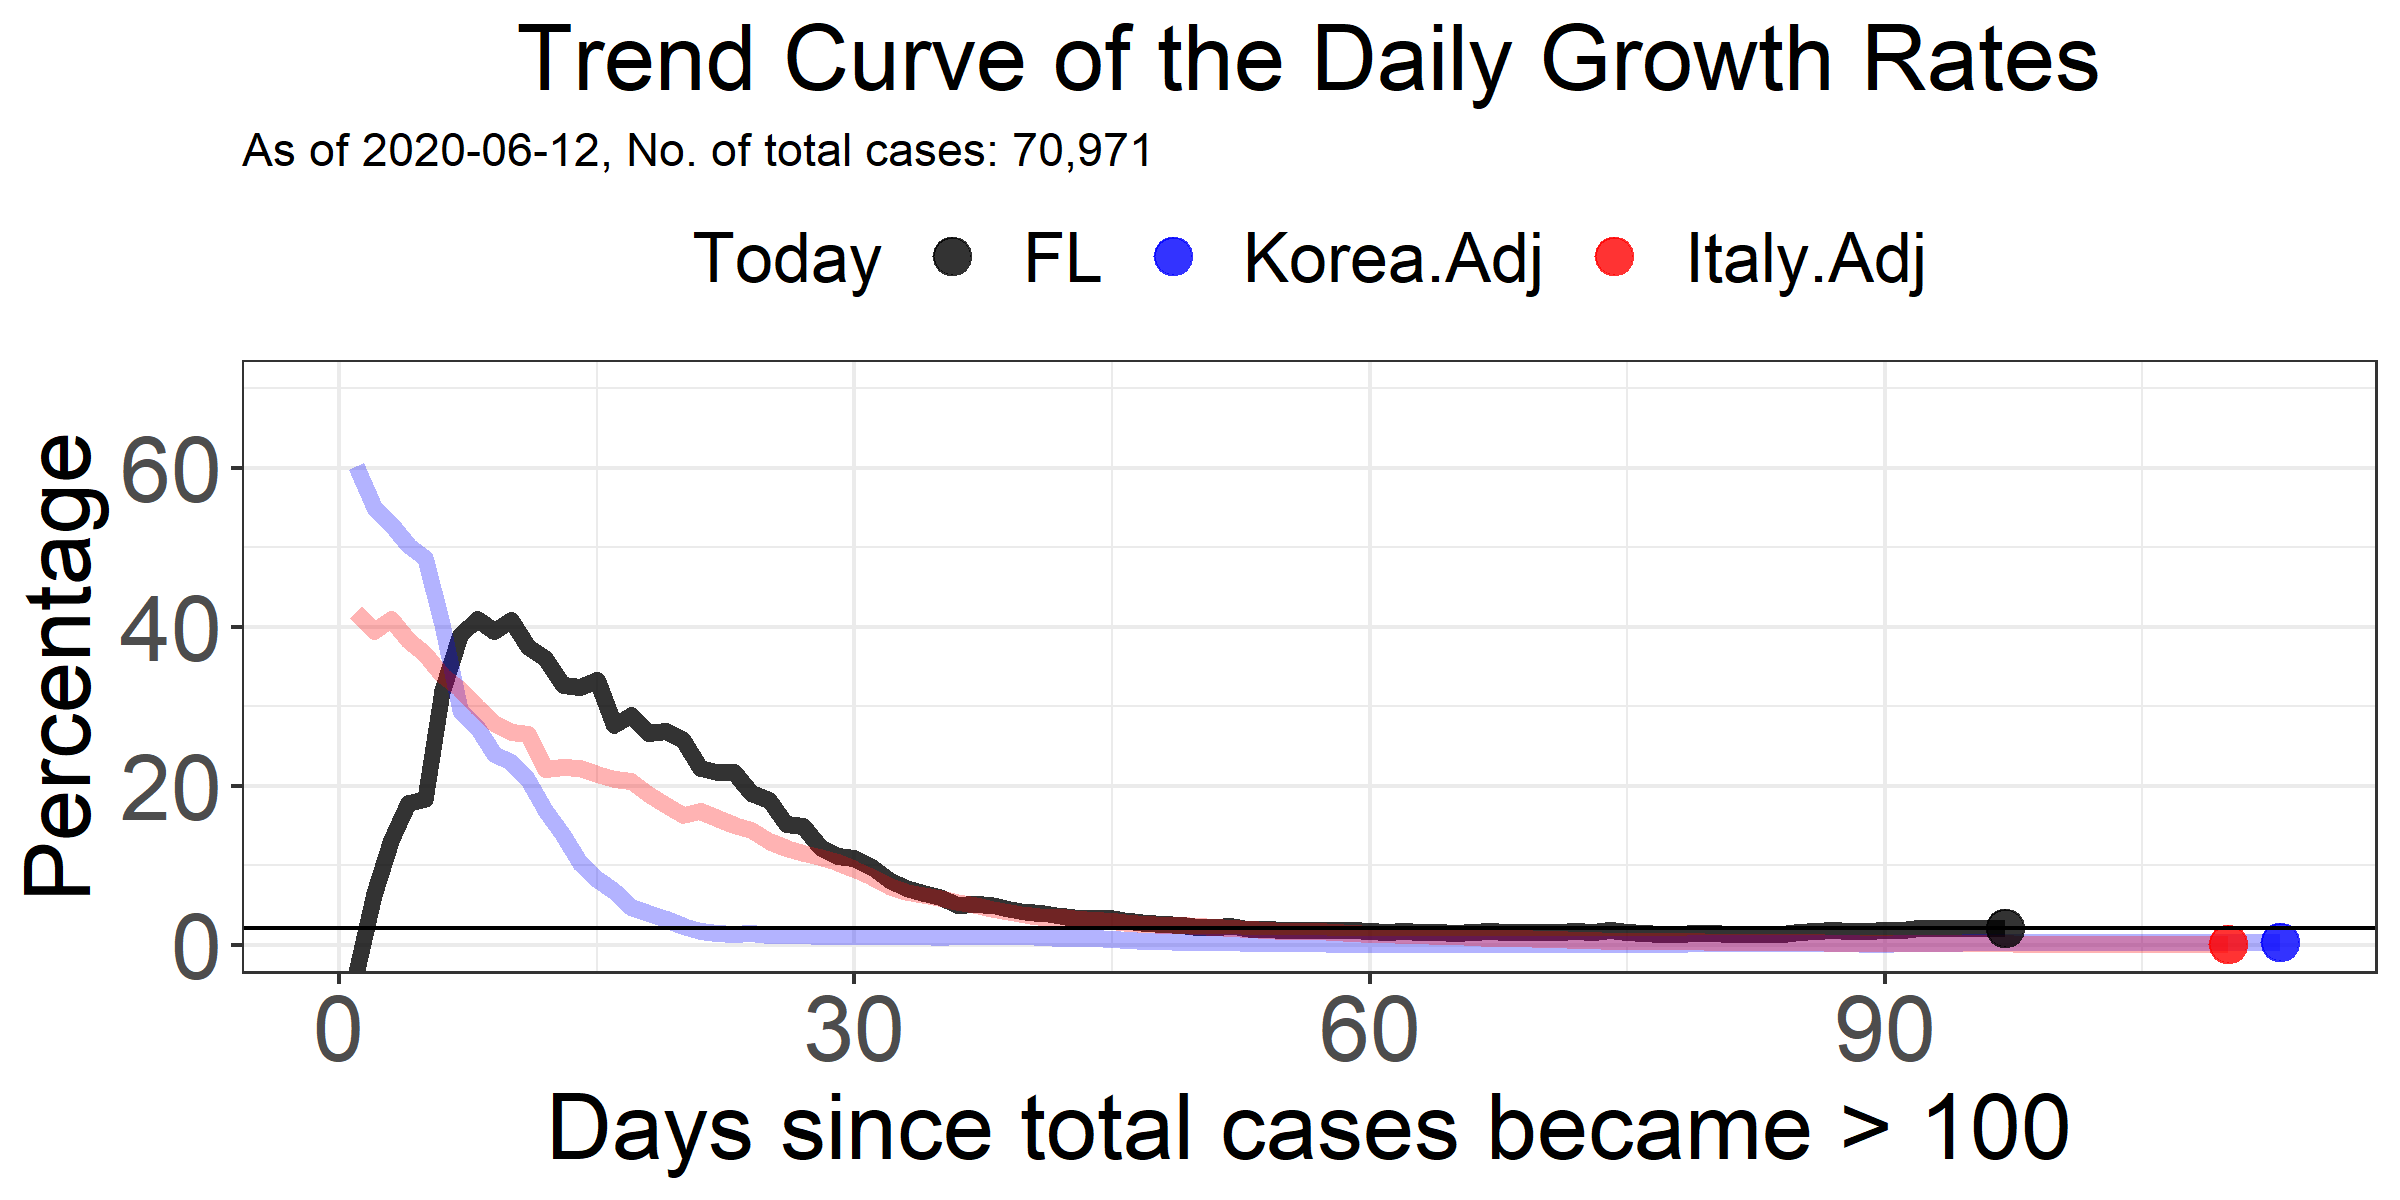 Trend Curve of the Daily Growth Rates
As of 2020-06-12, No. of total cases: 70,971
Today FL Korea.Adj Italy.Adj
Percentage
60
40
20
0
0 30 60 90
Days since total cases became > 100